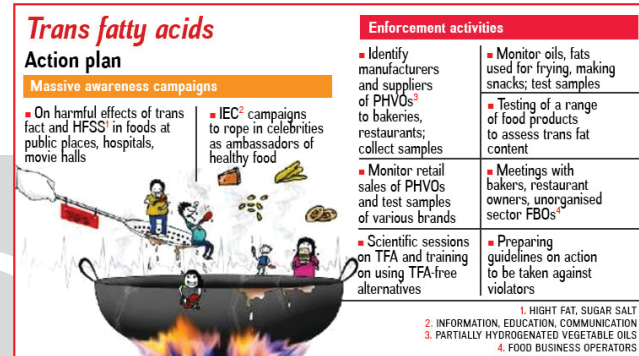 Trans fatty acids
Action plan
Massive awareness campaigns
▪ On harmful effects of trans
fact and HFSS¹ in foods at
public places, hospitals,
movie halls
▪ IEC² campaigns
to rope in celebrities
as ambassadors of
healthy food
Enforcement activities
▪ Identify
manufacturers
and suppliers
of PHVOs³
to bakeries,
restaurants;
collect samples
▪ Monitor oils, fats
used for frying, making
snacks; test samples
▪ Testing of a range
of food products
to assess trans fat
content
▪ Monitor retail
sales of PHVOs
and test samples
of various brands
▪ Meetings with
bakers, restaurant
owners, unorganised
sector FBOs⁴
▪ Scientific sessions
on TFA and training
on using TFA-free
alternatives
▪ Preparing
guidelines on action
to be taken against
violators
1. HIGHT FAT, SUGAR SALT
2. INFORMATION, EDUCATION, COMMUNICATION
3. PARTIALLY HYDROGENATED VEGETABLE OILS
4. FOOD BUSINESS OPERATORS